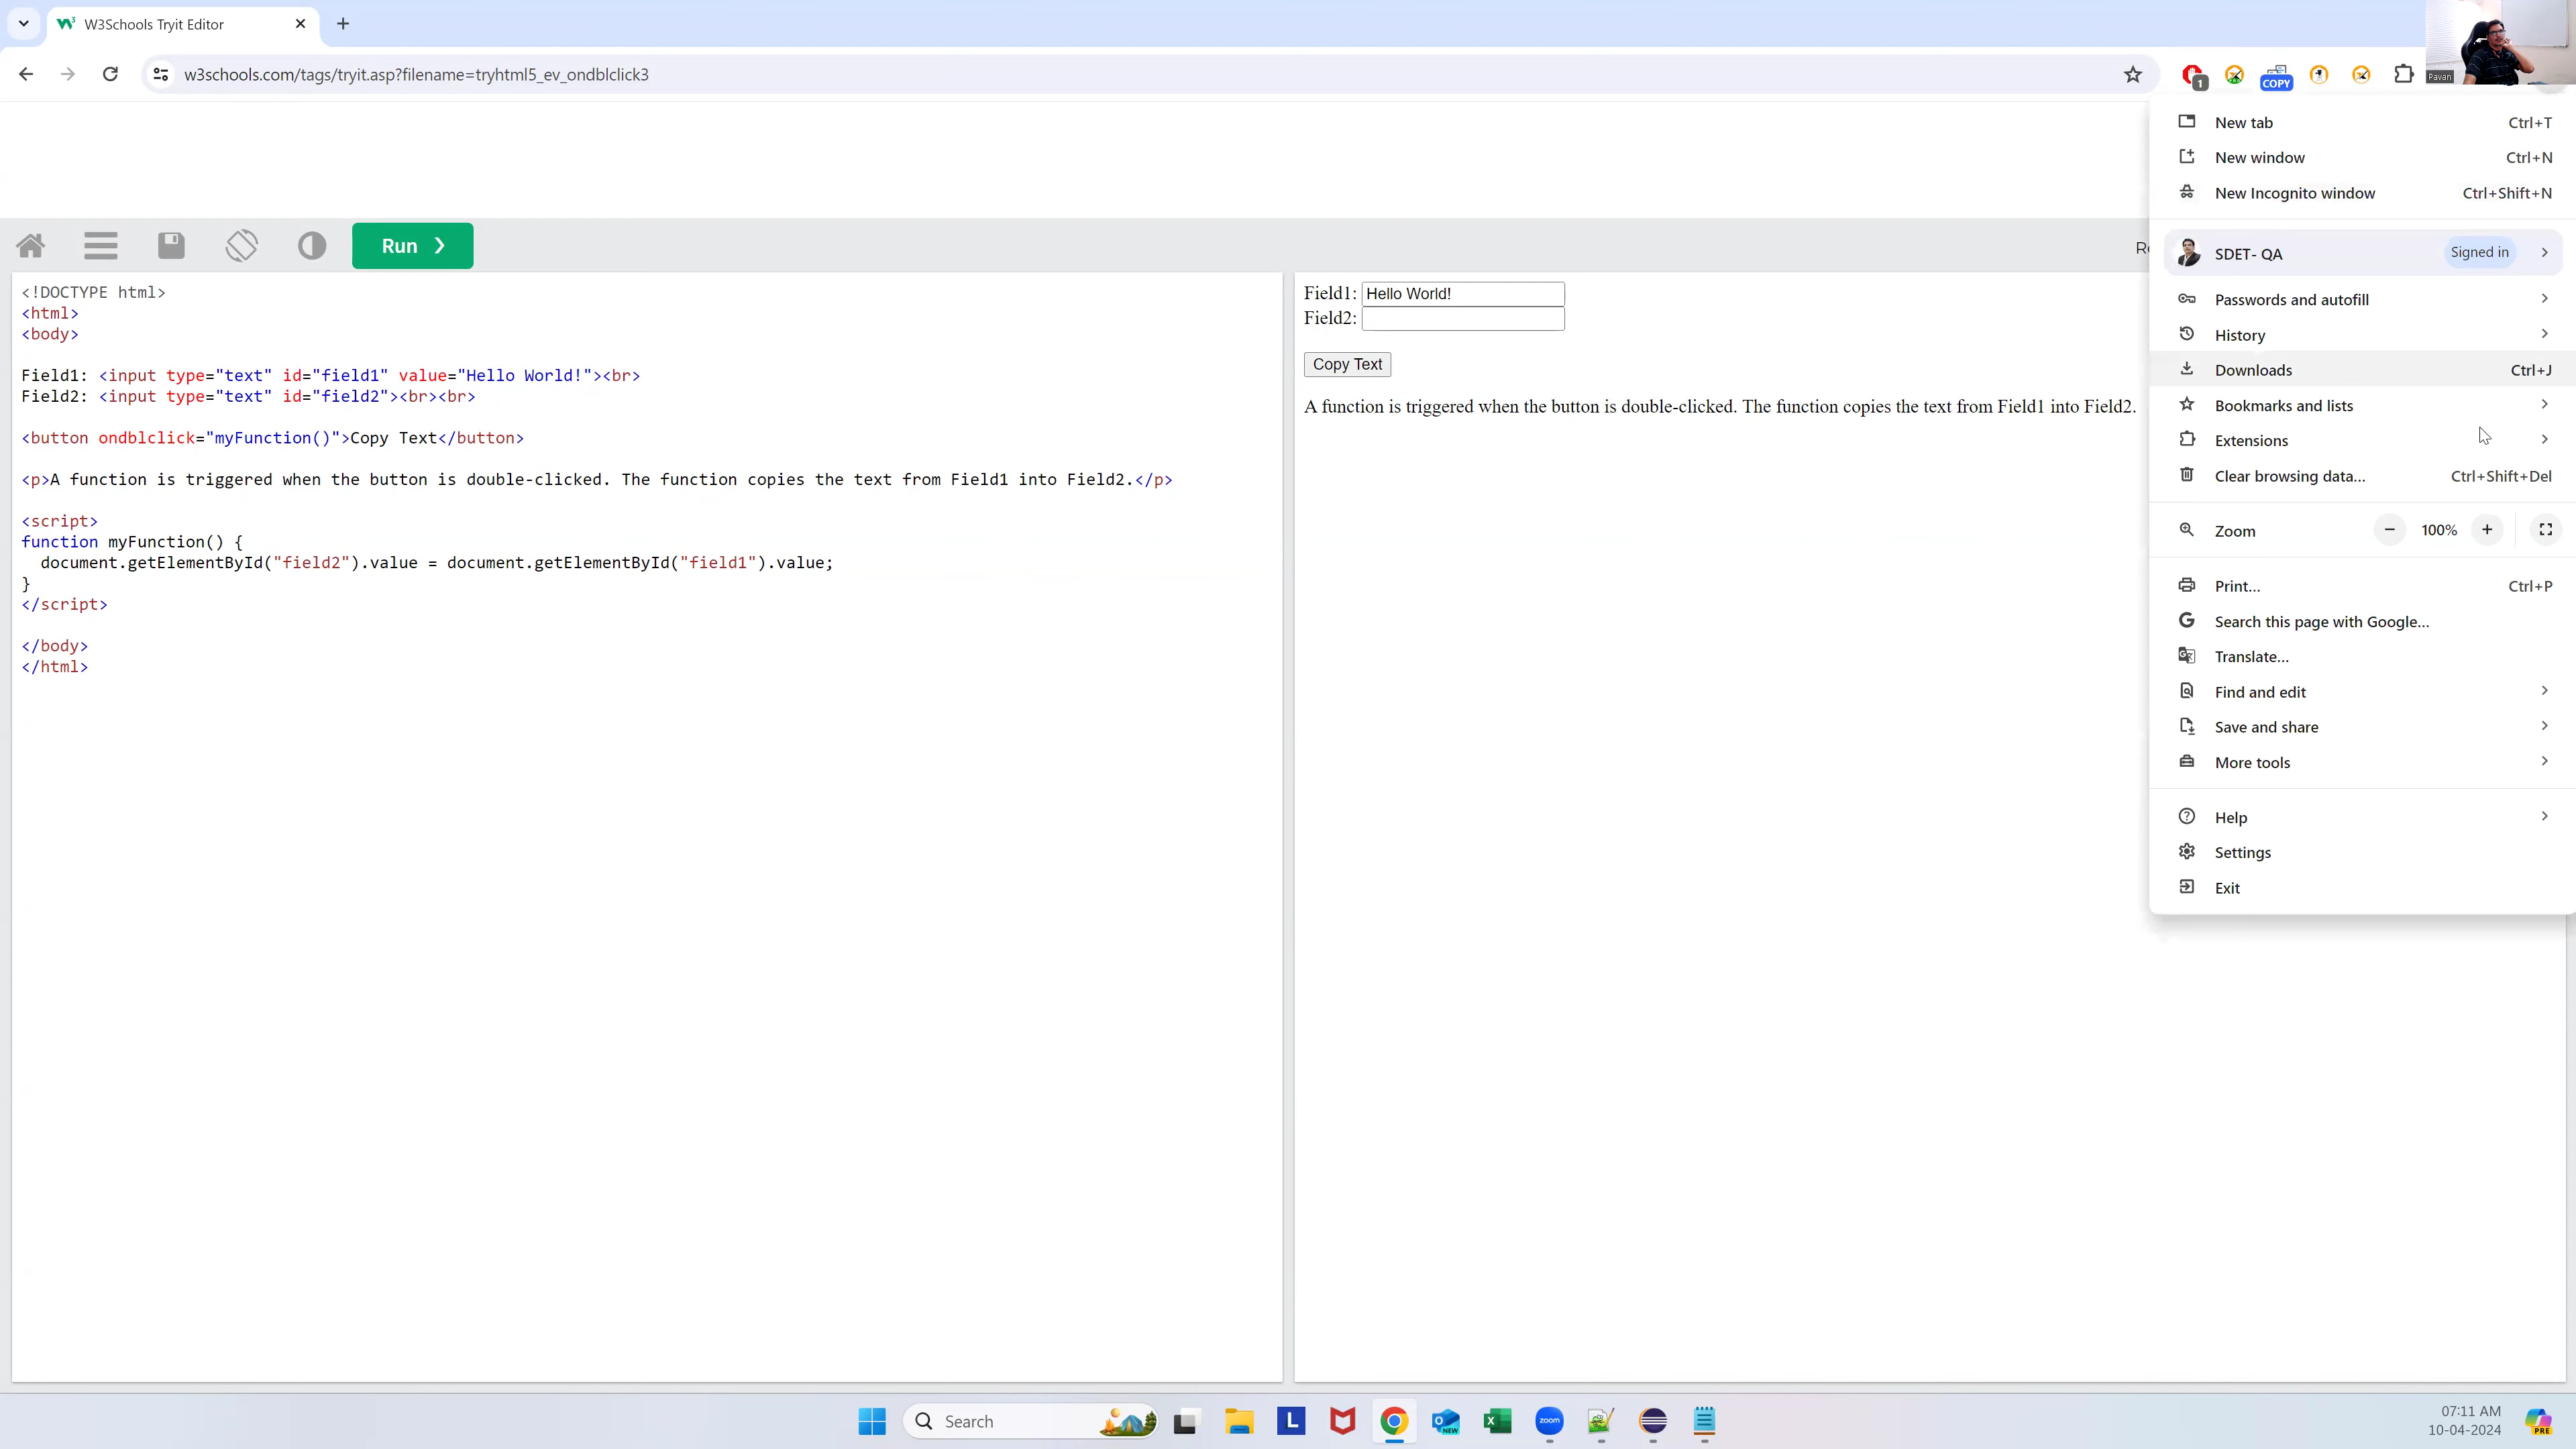 W3Schools Tryit Editor
w3schools.com/tags/tryit.asp?filename=tryhtml5_ev_ondblclick3
1
COPY
Pavan
Run ❯
<!DOCTYPE html>
<html>
<body>
Field1: <input type="text" id="field1" value="Hello World!"><br>
Field2: <input type="text" id="field2"><br><br>
<button ondblclick="myFunction()">Copy Text</button>
<p>A function is triggered when the button is double-clicked. The function copies the text from Field1 into Field2.</p>
<script>
function myFunction() {
document.getElementById("field2").value = document.getElementById("field1").value;
}
</script>
</body>
</html>
Field1: Hello World!
Field2:
Copy Text
A function is triggered when the button is double-clicked. The function copies the text from Field1 into Field2.
New tab Ctrl+T
New window Ctrl+N
New Incognito window Ctrl+Shift+N
SDET- QA Signed in
Passwords and autofill
History
Downloads Ctrl+J
Bookmarks and lists
Extensions
Clear browsing data... Ctrl+Shift+Del
Zoom − 100% +
Print... Ctrl+P
Search this page with Google...
Translate...
Find and edit
Save and share
More tools
Help
Settings
Exit
Search
L
NEW
zoom
07:11 AM
10-04-2024
PRE